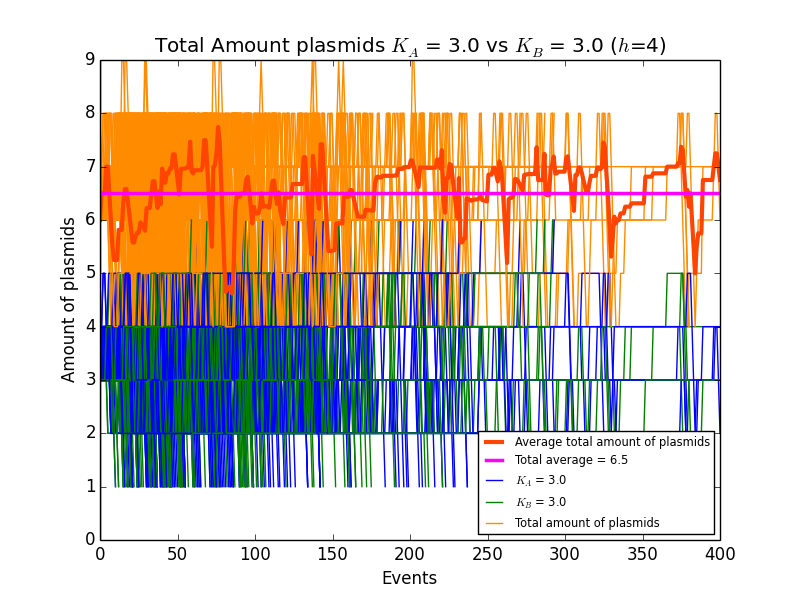 Total Amount plasmids K_A = 3.0 vs K_B = 3.0 (h=4)
Amount of plasmids
9
8
7
6
5
4
3
2
1
0
Average total amount of plasmids
Total average = 6.5
K_A = 3.0
K_B = 3.0
Total amount of plasmids
0 50 100 150 200 250 300 350 400
Events